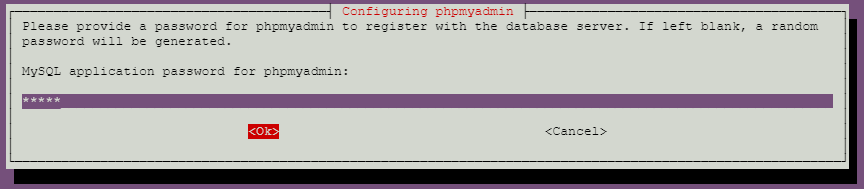 Configuring phpmyadmin
Please provide a password for phpmyadmin to register with the database server. If left blank, a random
password will be generated.
MySQL application password for phpmyadmin:
*****
<Ok> <Cancel>